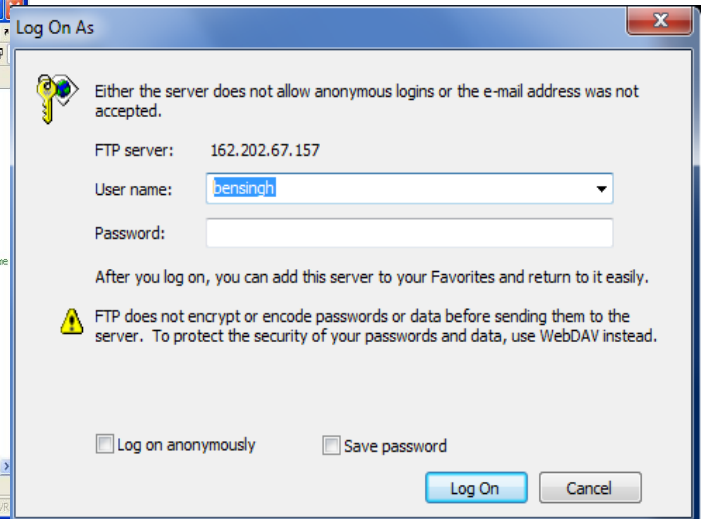 Log On As
Either the server does not allow anonymous logins or the e-mail address was not
accepted.
FTP server: 162.202.67.157
User name: bensingh
Password:
After you log on, you can add this server to your Favorites and return to it easily.
FTP does not encrypt or encode passwords or data before sending them to the
server. To protect the security of your passwords and data, use WebDAV instead.
Log on anonymously Save password
Log On Cancel